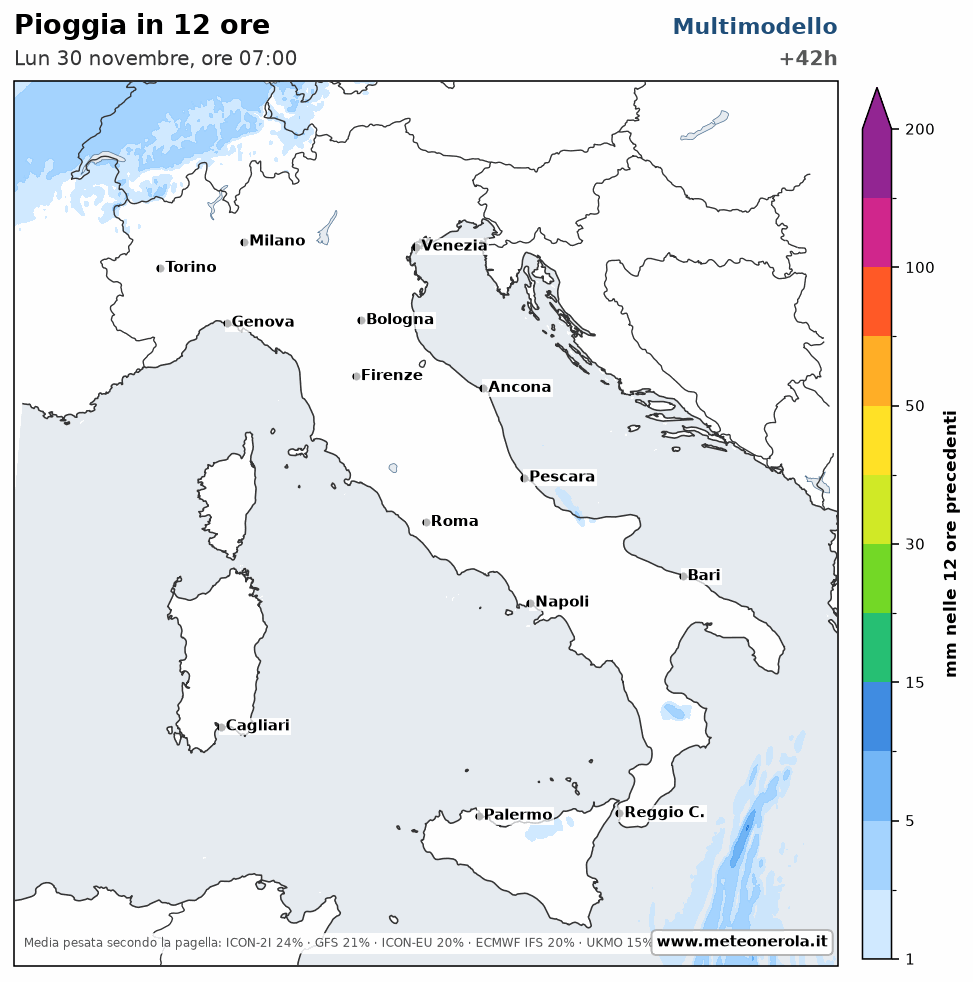 Pioggia in 12 ore
Multimodello
Lun 30 novembre, ore 07:00
+42h
Milano
Venezia
Torino
Genova
Bologna
Firenze
Ancona
Pescara
Roma
Bari
Napoli
Cagliari
Palermo
Reggio C.
Media pesata secondo la pagella: ICON-2I 24% · GFS 21% · ICON-EU 20% · ECMWF IFS 20% · UKMO 15%
www.meteonerola.it
200
100
50
30
15
5
1
mm nelle 12 ore precedenti